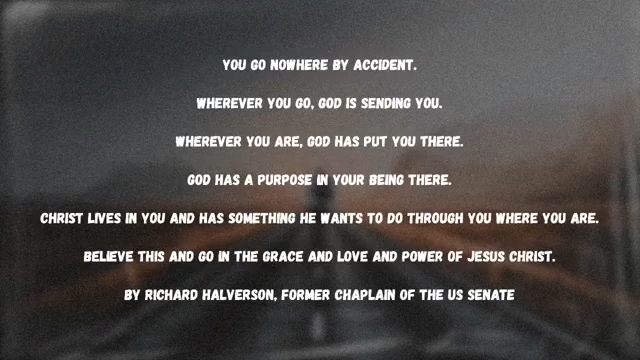 YOU GO NOWHERE BY ACCIDENT.
WHEREVER YOU GO, GOD IS SENDING YOU.
WHEREVER YOU ARE, GOD HAS PUT YOU THERE.
GOD HAS A PURPOSE IN YOUR BEING THERE.
CHRIST LIVES IN YOU AND HAS SOMETHING HE WANTS TO DO THROUGH YOU WHERE YOU ARE.
BELIEVE THIS AND GO IN THE GRACE AND LOVE AND POWER OF JESUS CHRIST.
BY RICHARD HALVERSON, FORMER CHAPLAIN OF THE US SENATE